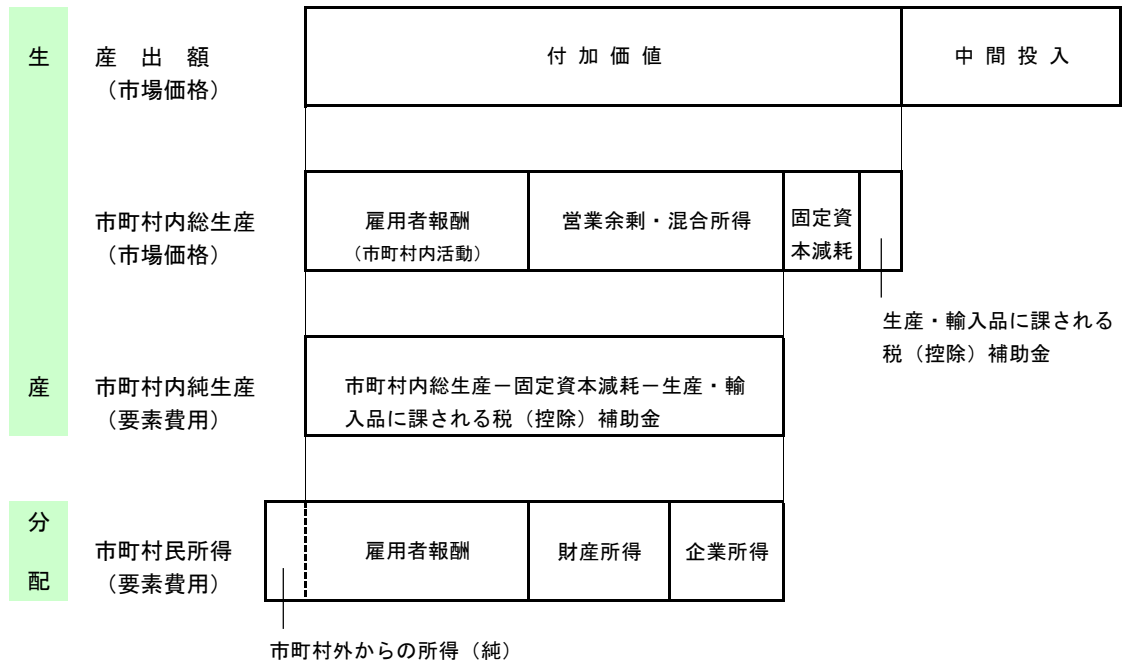 生
産
産　出　額
（市場価格）
付 加 価 値
中 間 投 入
市町村内総生産
（市場価格）
雇用者報酬
（市町村内活動）
営業余剰・混合所得
固定資
本減耗
生産・輸入品に課される
税（控除）補助金
市町村内純生産
（要素費用）
市町村内総生産－固定資本減耗－生産・輸
入品に課される税（控除）補助金
分
配
市町村民所得
（要素費用）
雇用者報酬
財産所得
企業所得
市町村外からの所得（純）